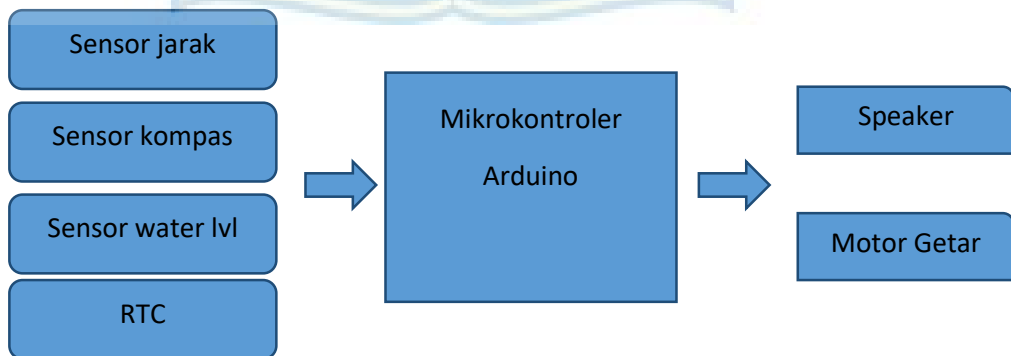 Sensor jarak
Sensor kompas
Sensor water lvl
RTC
Mikrokontroler
Arduino
Speaker
Motor Getar